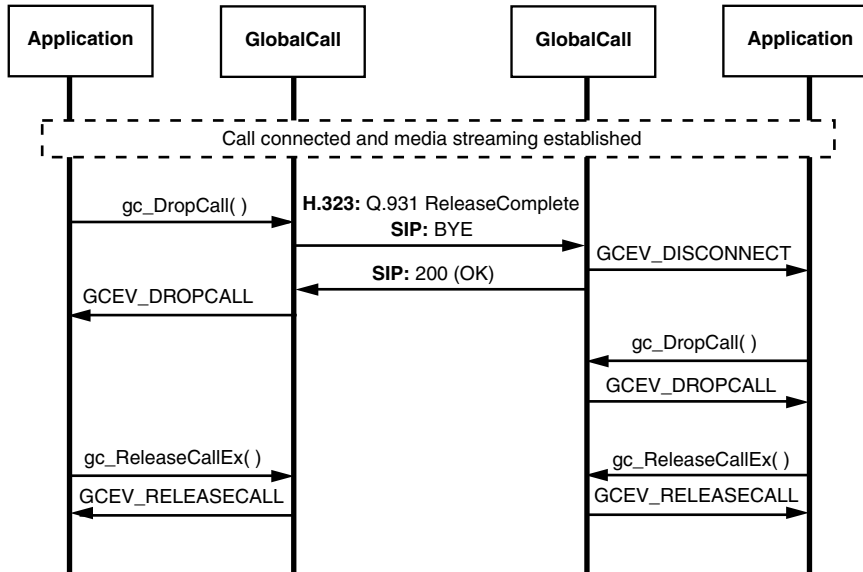 Application
GlobalCall
GlobalCall
Application
Call connected and media streaming established
gc_DropCall( )
H.323: Q.931 ReleaseComplete
SIP: BYE
GCEV_DISCONNECT
SIP: 200 (OK)
GCEV_DROPCALL
gc_DropCall( )
GCEV_DROPCALL
gc_ReleaseCallEx( )
gc_ReleaseCallEx( )
GCEV_RELEASECALL
GCEV_RELEASECALL